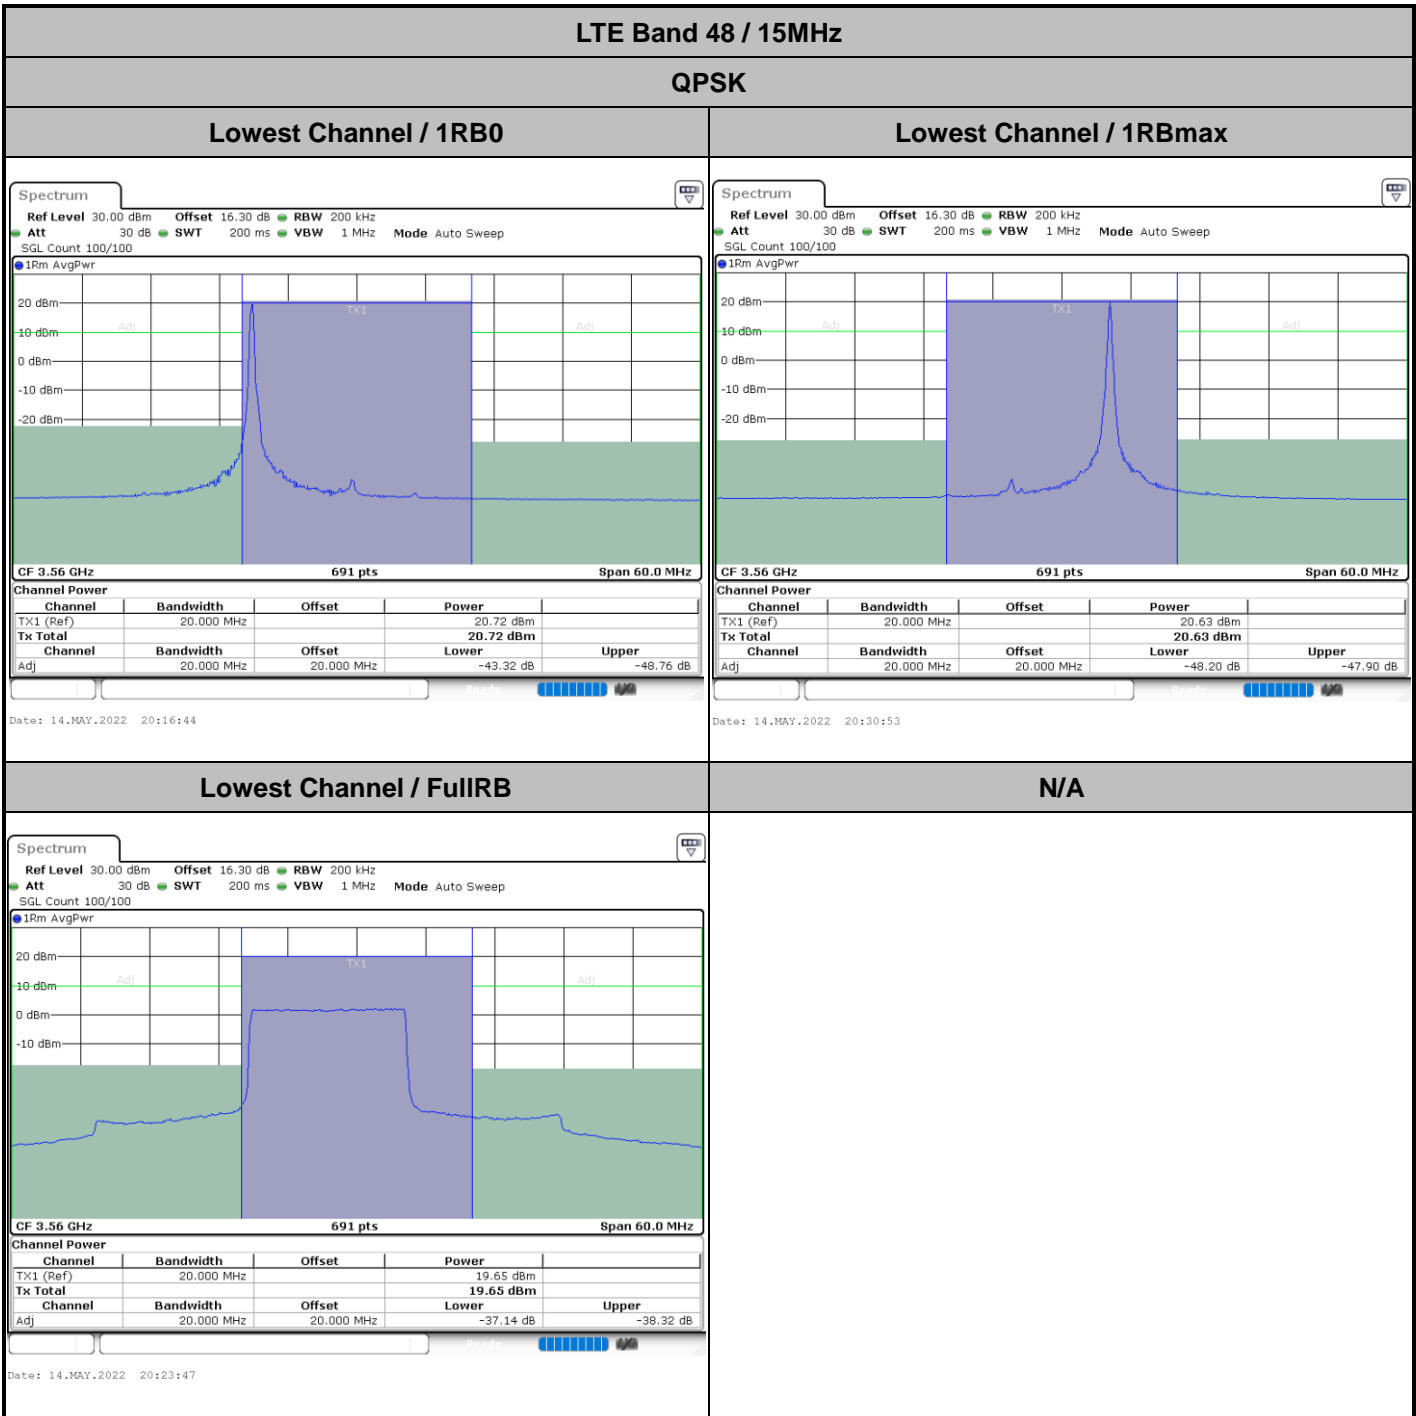 LTE Band 48 / 15MHz
QPSK
Lowest Channel / 1RB0
Lowest Channel / 1RBmax
Spectrum
Ref Level 30.00 dBm Offset 16.30 dB RBW 200 kHz
Att 30 dB SWT 200 ms VBW 1 MHz Mode Auto Sweep
SGL Count 100/100
1Rm AvgPwr
TX1
20 dBm
Adj
Adj
10 dBm
0 dBm
-10 dBm
-20 dBm
CF 3.56 GHz 691 pts Span 60.0 MHz
Channel Power
Channel Bandwidth Offset Power
TX1 (Ref) 20.000 MHz 20.72 dBm
Tx Total 20.72 dBm
Channel Bandwidth Offset Lower Upper
Adj 20.000 MHz 20.000 MHz -43.32 dB -48.76 dB
Ready
Date: 14.MAY.2022 20:16:44
Spectrum
Ref Level 30.00 dBm Offset 16.30 dB RBW 200 kHz
Att 30 dB SWT 200 ms VBW 1 MHz Mode Auto Sweep
SGL Count 100/100
1Rm AvgPwr
TX1
20 dBm
Adj
Adj
10 dBm
0 dBm
-10 dBm
-20 dBm
CF 3.56 GHz 691 pts Span 60.0 MHz
Channel Power
Channel Bandwidth Offset Power
TX1 (Ref) 20.000 MHz 20.63 dBm
Tx Total 20.63 dBm
Channel Bandwidth Offset Lower Upper
Adj 20.000 MHz 20.000 MHz -48.20 dB -47.90 dB
Ready
Date: 14.MAY.2022 20:30:53
Lowest Channel / FullRB
N/A
Spectrum
Ref Level 30.00 dBm Offset 16.30 dB RBW 200 kHz
Att 30 dB SWT 200 ms VBW 1 MHz Mode Auto Sweep
SGL Count 100/100
1Rm AvgPwr
20 dBm
TX1
Adj
Adj
10 dBm
0 dBm
-10 dBm
CF 3.56 GHz 691 pts Span 60.0 MHz
Channel Power
Channel Bandwidth Offset Power
TX1 (Ref) 20.000 MHz 19.65 dBm
Tx Total 19.65 dBm
Channel Bandwidth Offset Lower Upper
Adj 20.000 MHz 20.000 MHz -37.14 dB -38.32 dB
Ready
Date: 14.MAY.2022 20:23:47